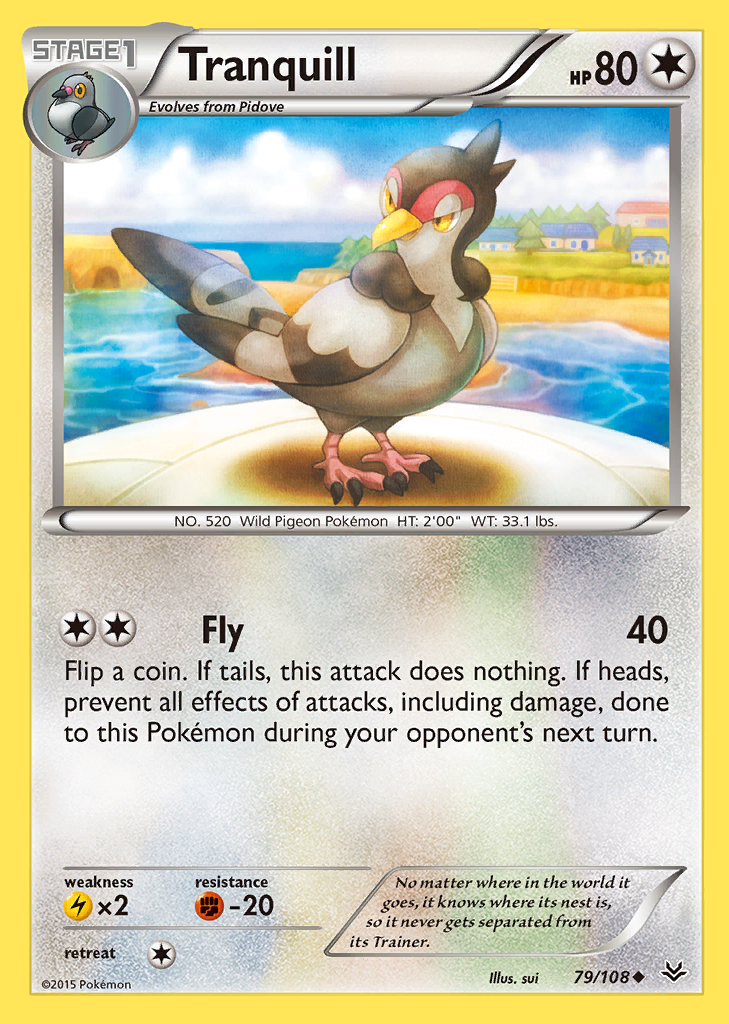 STAGE1
Tranquill
HP 80
Evolves from Pidove
NO. 520 Wild Pigeon Pokémon HT: 2'00" WT: 33.1 lbs.
Fly 40
Flip a coin. If tails, this attack does nothing. If heads,
prevent all effects of attacks, including damage, done
to this Pokémon during your opponent's next turn.
weakness
×2
resistance
-20
retreat
No matter where in the world it
goes, it knows where its nest is,
so it never gets separated from
its Trainer.
©2015 Pokémon
Illus. sui
79/108